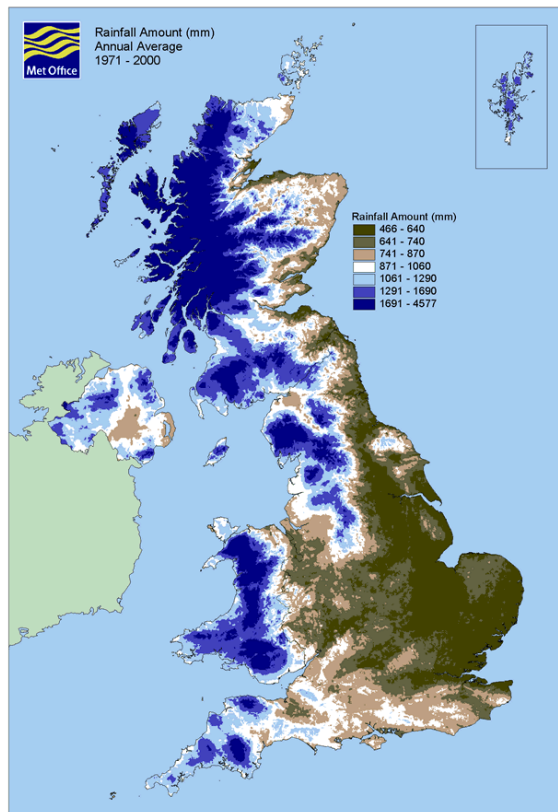 Met Office
Rainfall Amount (mm)
Annual Average
1971 - 2000
Rainfall Amount (mm)
466 - 640
641 - 740
741 - 870
871 - 1060
1061 - 1290
1291 - 1690
1691 - 4577